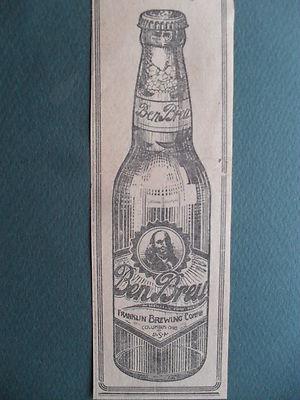 Ben Brew
Ben Brew
FRANKLIN BREWING COMPANY
COLUMBUS OHIO
U.S.A.